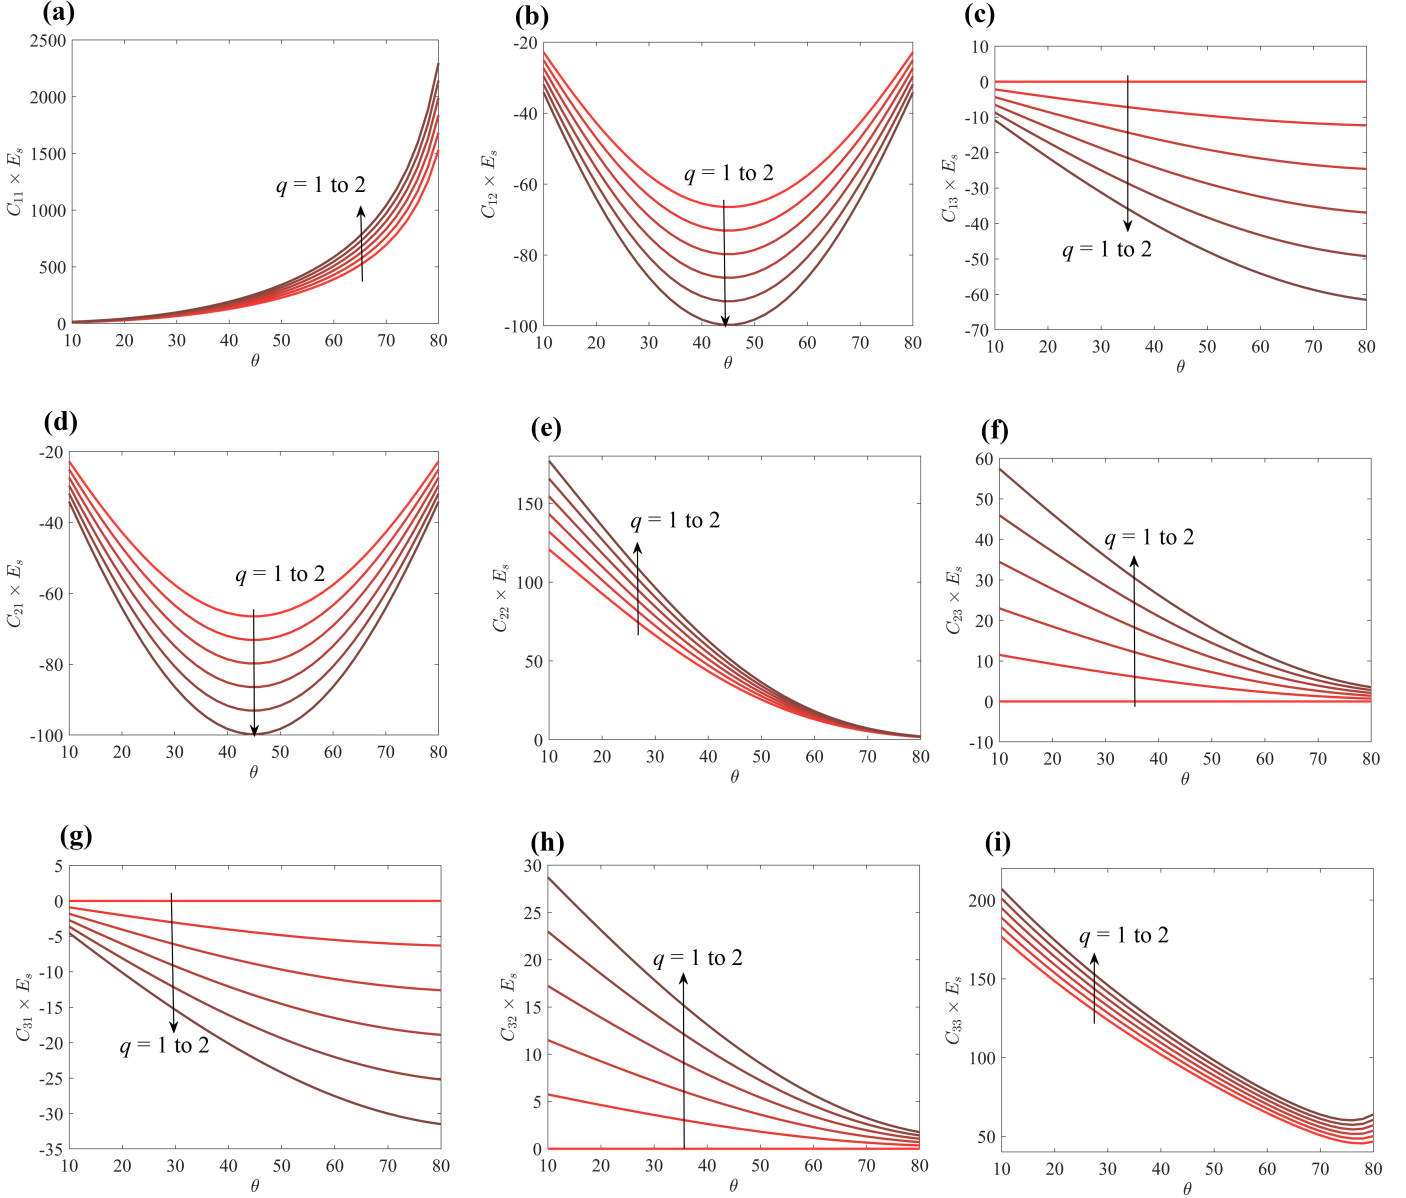 (a)
2500
2000
1500
1000
500
0
10 20 30 40 50 60 70 80
θ
C11 × Es
q = 1 to 2
(b)
-20
-40
-60
-80
-100
10 20 30 40 50 60 70 80
θ
C12 × Es
q = 1 to 2
(c)
10
0
-10
-20
-30
-40
-50
-60
-70
10 20 30 40 50 60 70 80
θ
C13 × Es
q = 1 to 2
(d)
-20
-40
-60
-80
-100
10 20 30 40 50 60 70 80
θ
C21 × Es
q = 1 to 2
(e)
150
100
50
0
10 20 30 40 50 60 70 80
θ
C22 × Es
q = 1 to 2
(f)
60
50
40
30
20
10
0
-10
10 20 30 40 50 60 70 80
θ
C23 × Es
q = 1 to 2
(g)
5
0
-5
-10
-15
-20
-25
-30
-35
10 20 30 40 50 60 70 80
θ
C31 × Es
q = 1 to 2
(h)
30
25
20
15
10
5
0
10 20 30 40 50 60 70 80
θ
C32 × Es
q = 1 to 2
(i)
200
150
100
50
10 20 30 40 50 60 70 80
θ
C33 × Es
q = 1 to 2